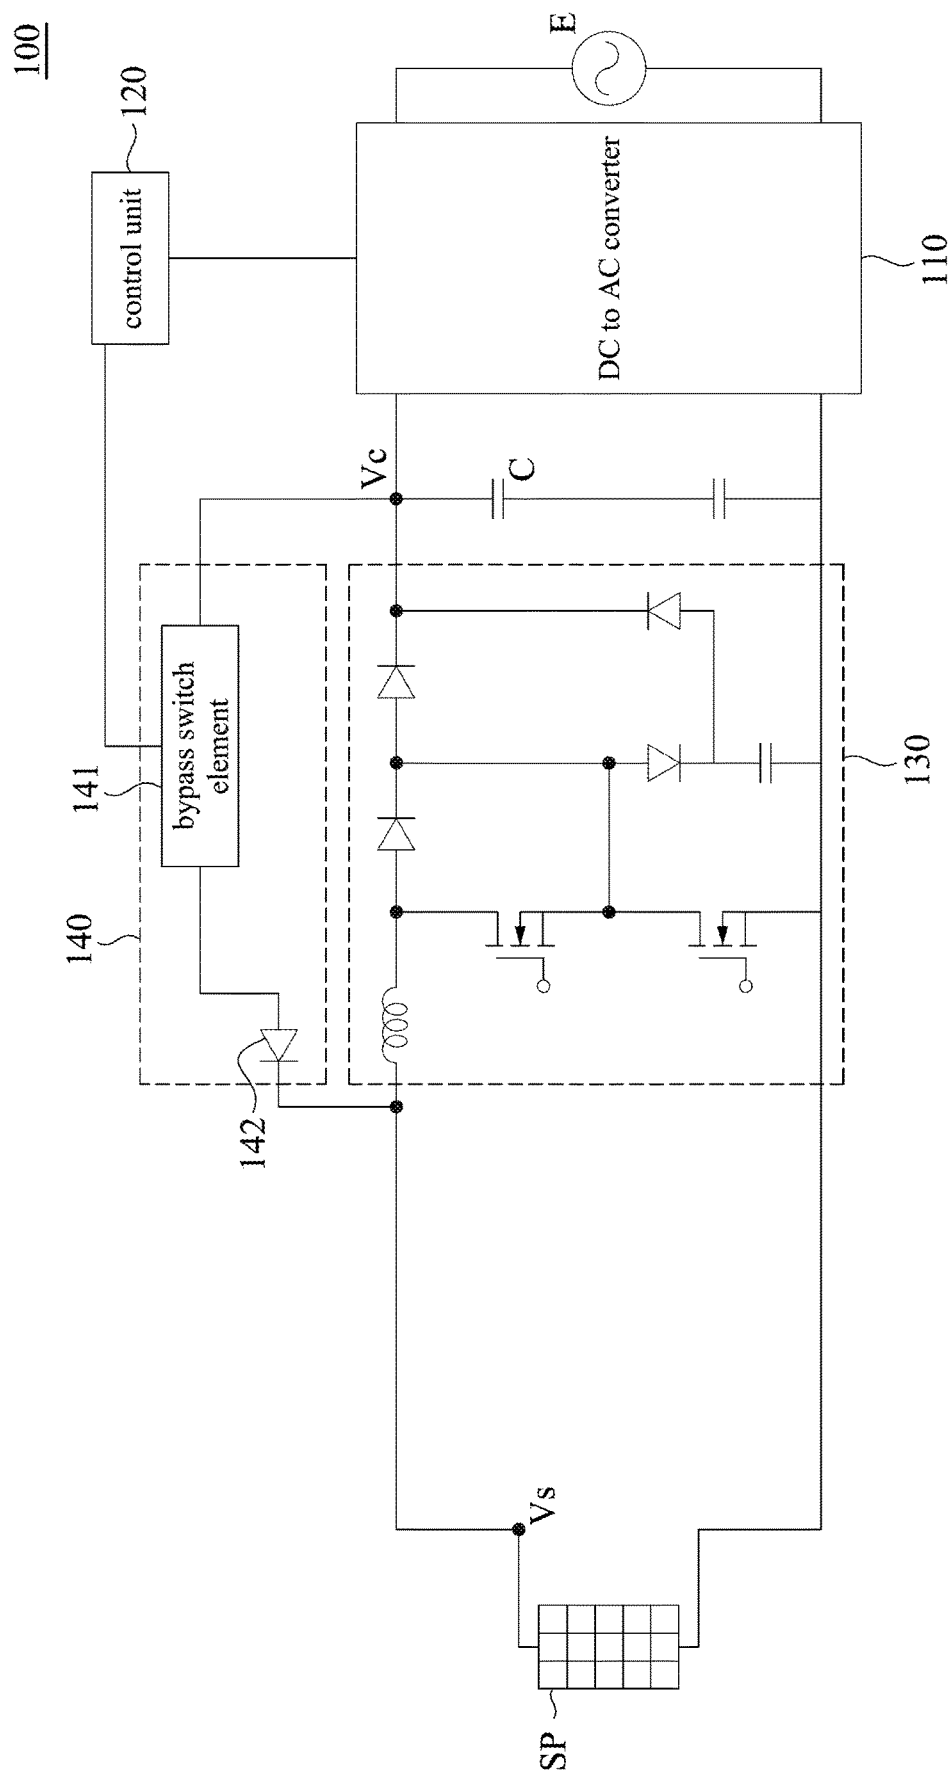 100
120
control unit
E
DC to AC converter
110
Vc
C
140
141
bypass switch
element
142
130
Vs
SP